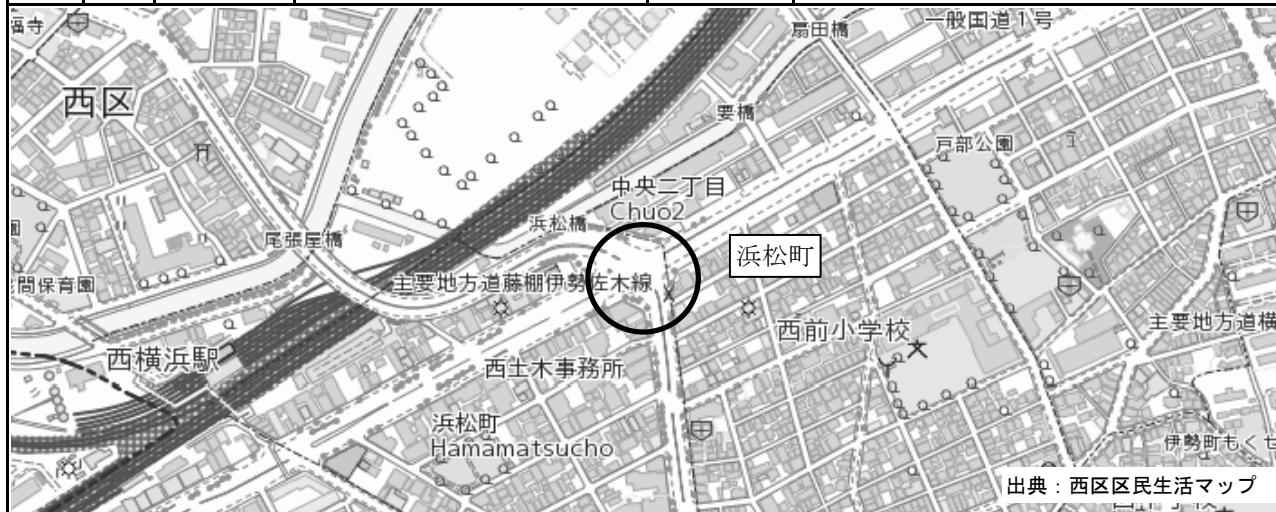 福寺
西区
扇田橋
一般国道1号
要橋
戸部公園
中央二丁目
Chuo2
浜松橋
尾張屋橋
浜松町
間保育園
主要地方道藤棚伊勢佐木線
西前小学校
主要地方道横
西横浜駅
西土木事務所
浜松町
Hamamatsucho
伊勢町もくせ
出典：西区区民生活マップ